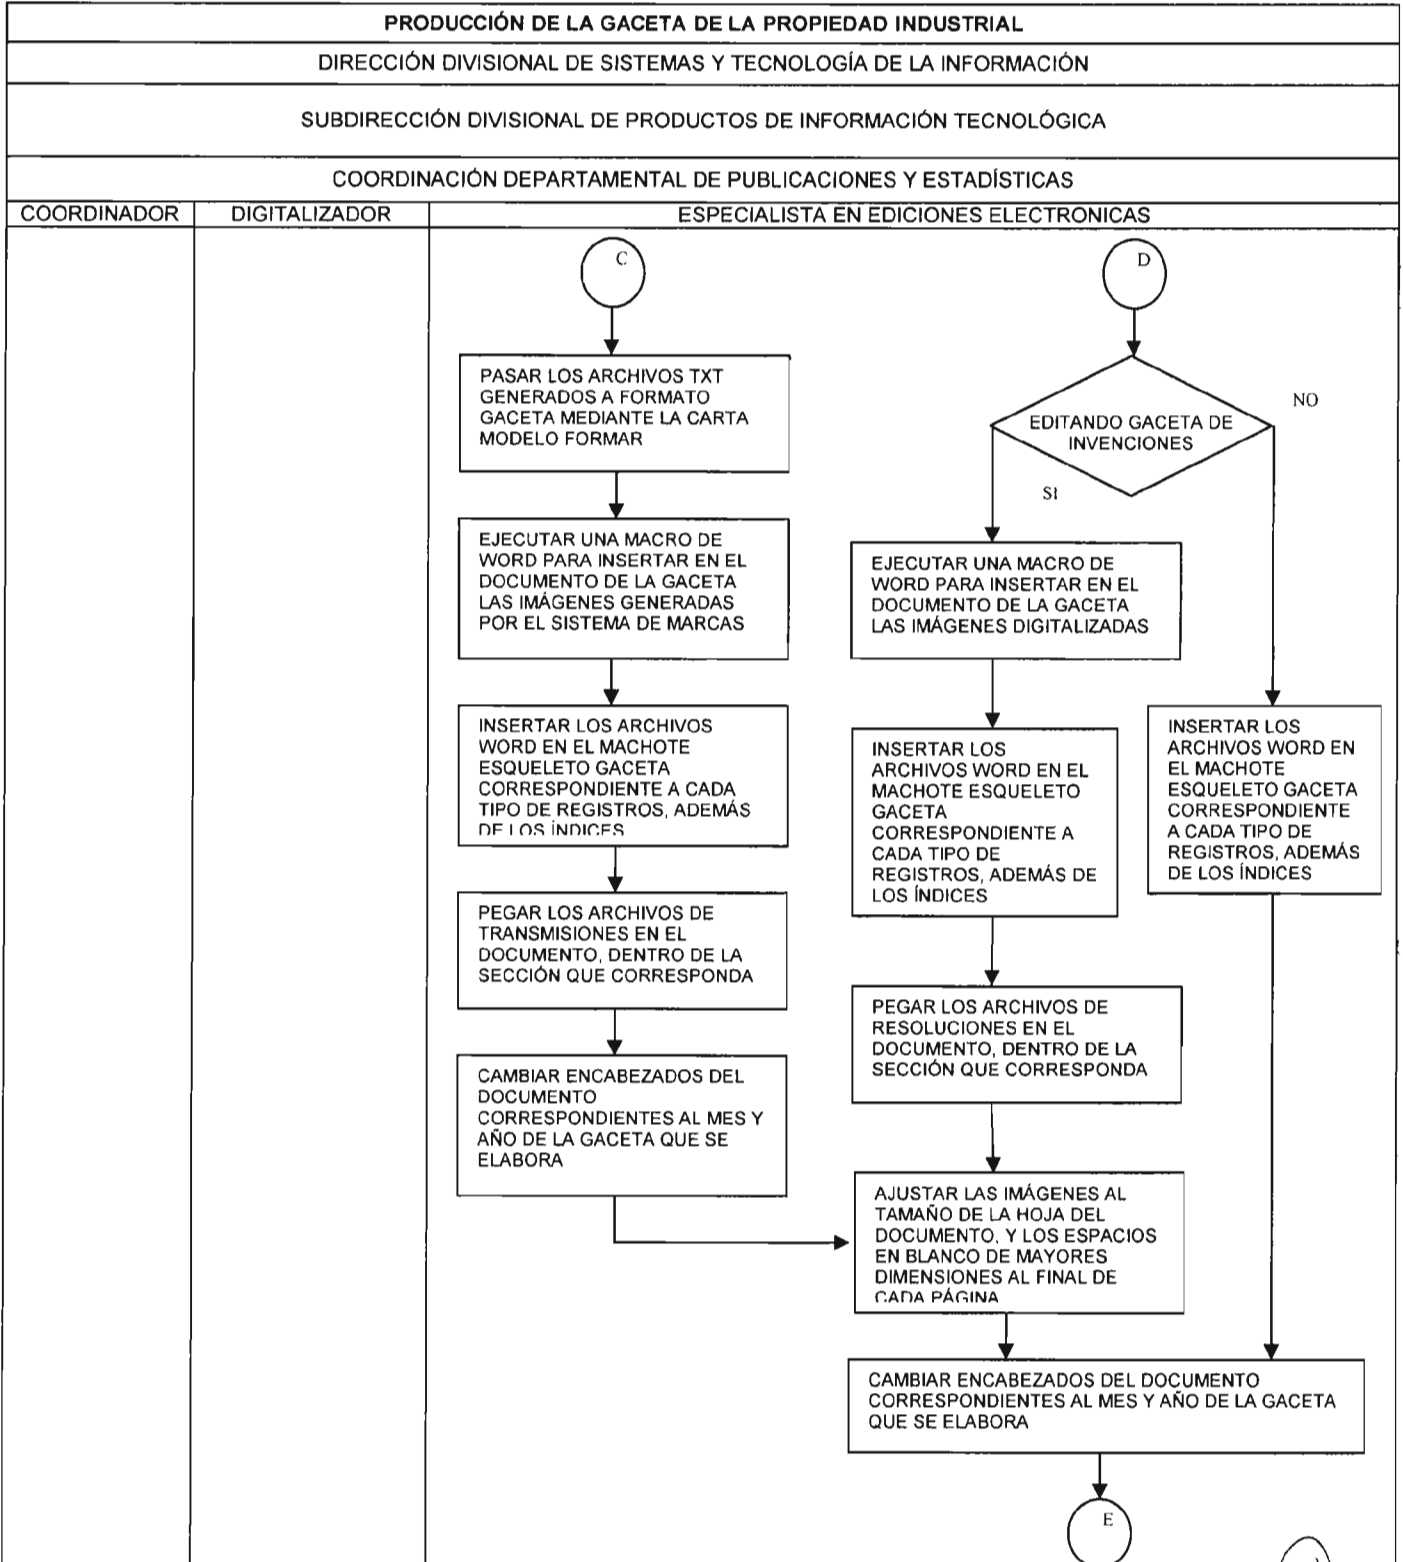 PRODUCCIÓN DE LA GACETA DE LA PROPIEDAD INDUSTRIAL
DIRECCIÓN DIVISIONAL DE SISTEMAS Y TECNOLOGÍA DE LA INFORMACIÓN
SUBDIRECCIÓN DIVISIONAL DE PRODUCTOS DE INFORMACIÓN TECNOLÓGICA
COORDINACIÓN DEPARTAMENTAL DE PUBLICACIONES Y ESTADÍSTICAS
COORDINADOR
DIGITALIZADOR
ESPECIALISTA EN EDICIONES ELECTRONICAS
C
PASAR LOS ARCHIVOS TXT
GENERADOS A FORMATO
GACETA MEDIANTE LA CARTA
MODELO FORMAR
EJECUTAR UNA MACRO DE
WORD PARA INSERTAR EN EL
DOCUMENTO DE LA GACETA
LAS IMÁGENES GENERADAS
POR EL SISTEMA DE MARCAS
INSERTAR LOS ARCHIVOS
WORD EN EL MACHOTE
ESQUELETO GACETA
CORRESPONDIENTE A CADA
TIPO DE REGISTROS, ADEMÁS
DE LOS ÍNDICES
PEGAR LOS ARCHIVOS DE
TRANSMISIONES EN EL
DOCUMENTO, DENTRO DE LA
SECCIÓN QUE CORRESPONDA
CAMBIAR ENCABEZADOS DEL
DOCUMENTO
CORRESPONDIENTES AL MES Y
AÑO DE LA GACETA QUE SE
ELABORA
D
EDITANDO GACETA DE
INVENCIONES
NO
SI
EJECUTAR UNA MACRO DE
WORD PARA INSERTAR EN EL
DOCUMENTO DE LA GACETA
LAS IMÁGENES DIGITALIZADAS
INSERTAR LOS
ARCHIVOS WORD EN EL
MACHOTE ESQUELETO
GACETA
CORRESPONDIENTE A
CADA TIPO DE
REGISTROS, ADEMÁS DE
LOS ÍNDICES
INSERTAR LOS
ARCHIVOS WORD EN
EL MACHOTE
ESQUELETO GACETA
CORRESPONDIENTE
A CADA TIPO DE
REGISTROS, ADEMÁS
DE LOS ÍNDICES
PEGAR LOS ARCHIVOS DE
RESOLUCIONES EN EL
DOCUMENTO, DENTRO DE LA
SECCIÓN QUE CORRESPONDA
AJUSTAR LAS IMÁGENES AL
TAMAÑO DE LA HOJA DEL
DOCUMENTO, Y LOS ESPACIOS
EN BLANCO DE MAYORES
DIMENSIONES AL FINAL DE
CADA PÁGINA
CAMBIAR ENCABEZADOS DEL DOCUMENTO
CORRESPONDIENTES AL MES Y AÑO DE LA GACETA
QUE SE ELABORA
E